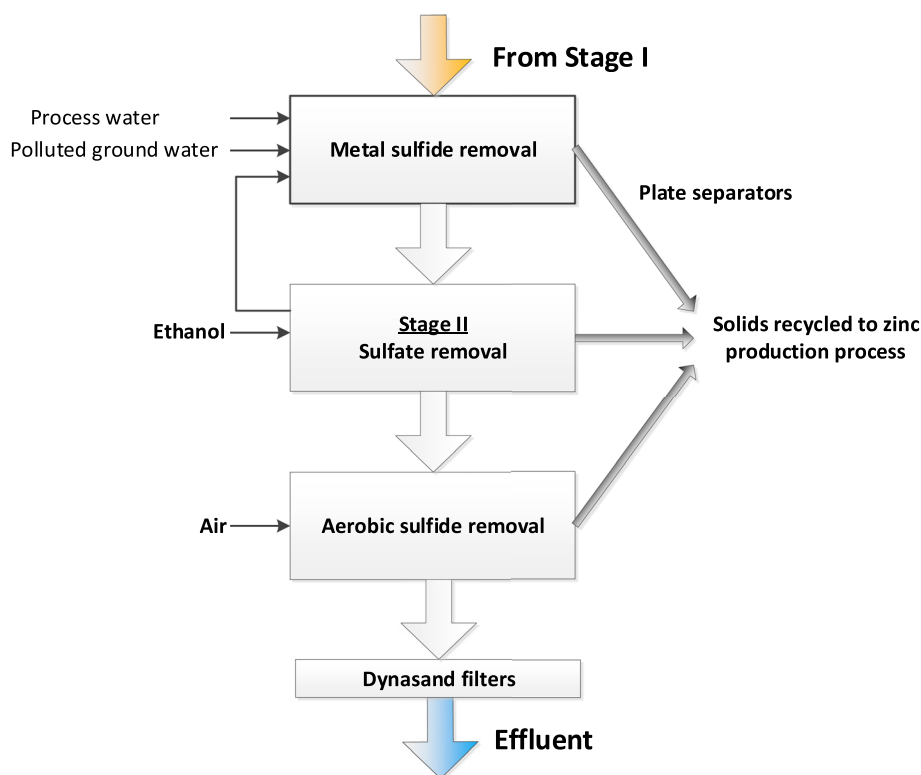 From Stage I
Process water
Polluted ground water
Metal sulfide removal
Plate separators
Ethanol
Stage II
Sulfate removal
Solids recycled to zinc
production process
Air
Aerobic sulfide removal
Dynasand filters
Effluent